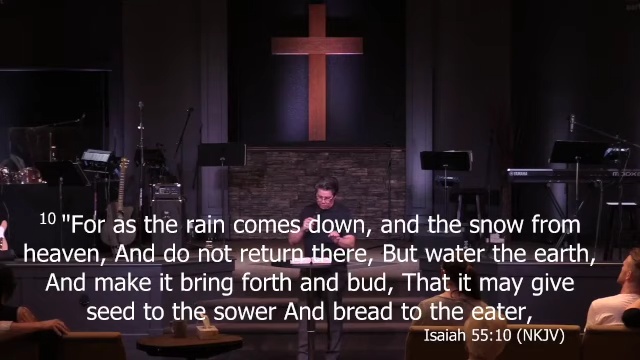 10 "For as the rain comes down, and the snow from
heaven, And do not return there, But water the earth,
And make it bring forth and bud, That it may give
seed to the sower And bread to the eater,
Isaiah 55:10 (NKJV)